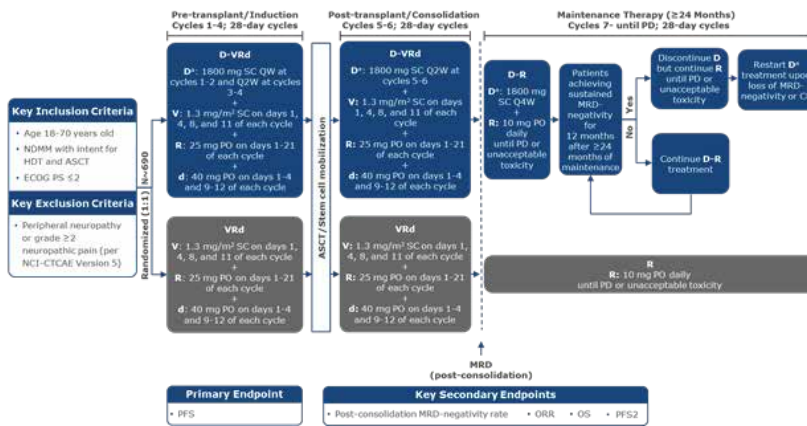 Pre-transplant/Induction
Cycles 1-4; 28-day cycles
Post-transplant/Consolidation
Cycles 5-6; 28-day cycles
Maintenance Therapy (≥24 Months)
Cycles 7- until PD; 28-day cycles
Key Inclusion Criteria
• Age 18-70 years old
• NDMM with intent for
HDT and ASCT
• ECOG PS ≤2
Key Exclusion Criteria
• Peripheral neuropathy
or grade ≥2
neuropathic pain (per
NCI-CTCAE Version 5)
Randomized (1:1) N~690
D-VRd
Dᵃ: 1800 mg SC QW at
cycles 1-2 and Q2W at cycles
3-4
+
V: 1.3 mg/m² SC on days 1,
4, 8, and 11 of each cycle
+
R: 25 mg PO on days 1-21
of each cycle
+
d: 40 mg PO on days 1-4
and 9-12 of each cycle
VRd
V: 1.3 mg/m² SC on days 1,
4, 8, and 11 of each cycle
+
R: 25 mg PO on days 1-21
of each cycle
+
d: 40 mg PO on days 1-4
and 9-12 of each cycle
ASCT/Stem cell mobilization
D-VRd
Dᵃ: 1800 mg SC Q2W at
cycles 5-6
+
V: 1.3 mg/m² SC on days
1, 4, 8, and 11 of each
cycle
+
R: 25 mg PO on days 1-21
of each cycle
+
d: 40 mg PO on days 1-4
and 9-12 of each cycle
VRd
V: 1.3 mg/m² SC on days
1, 4, 8, and 11 of each
cycle
+
R: 25 mg PO on days 1-21
of each cycle
+
d: 40 mg PO on days 1-4
and 9-12 of each cycle
D-R
Dᵃ: 1800 mg
SC Q4W
+
R: 10 mg PO
daily
until PD or
unacceptable
toxicity
Patients
achieving
sustained
MRD-
negativity
for
12 months
after ≥24
months of
maintenance
Yes
No
Discontinue D
but continue R
until PD or
unacceptable
toxicity
Restart Dᵃ
treatment upon
loss of MRD-
negativity or C
Continue D-R
treatment
R
R: 10 mg PO daily
until PD or unacceptable toxicity
MRD
(post-consolidation)
Primary Endpoint
• PFS
Key Secondary Endpoints
• Post-consolidation MRD-negativity rate • ORR • OS • PFS2